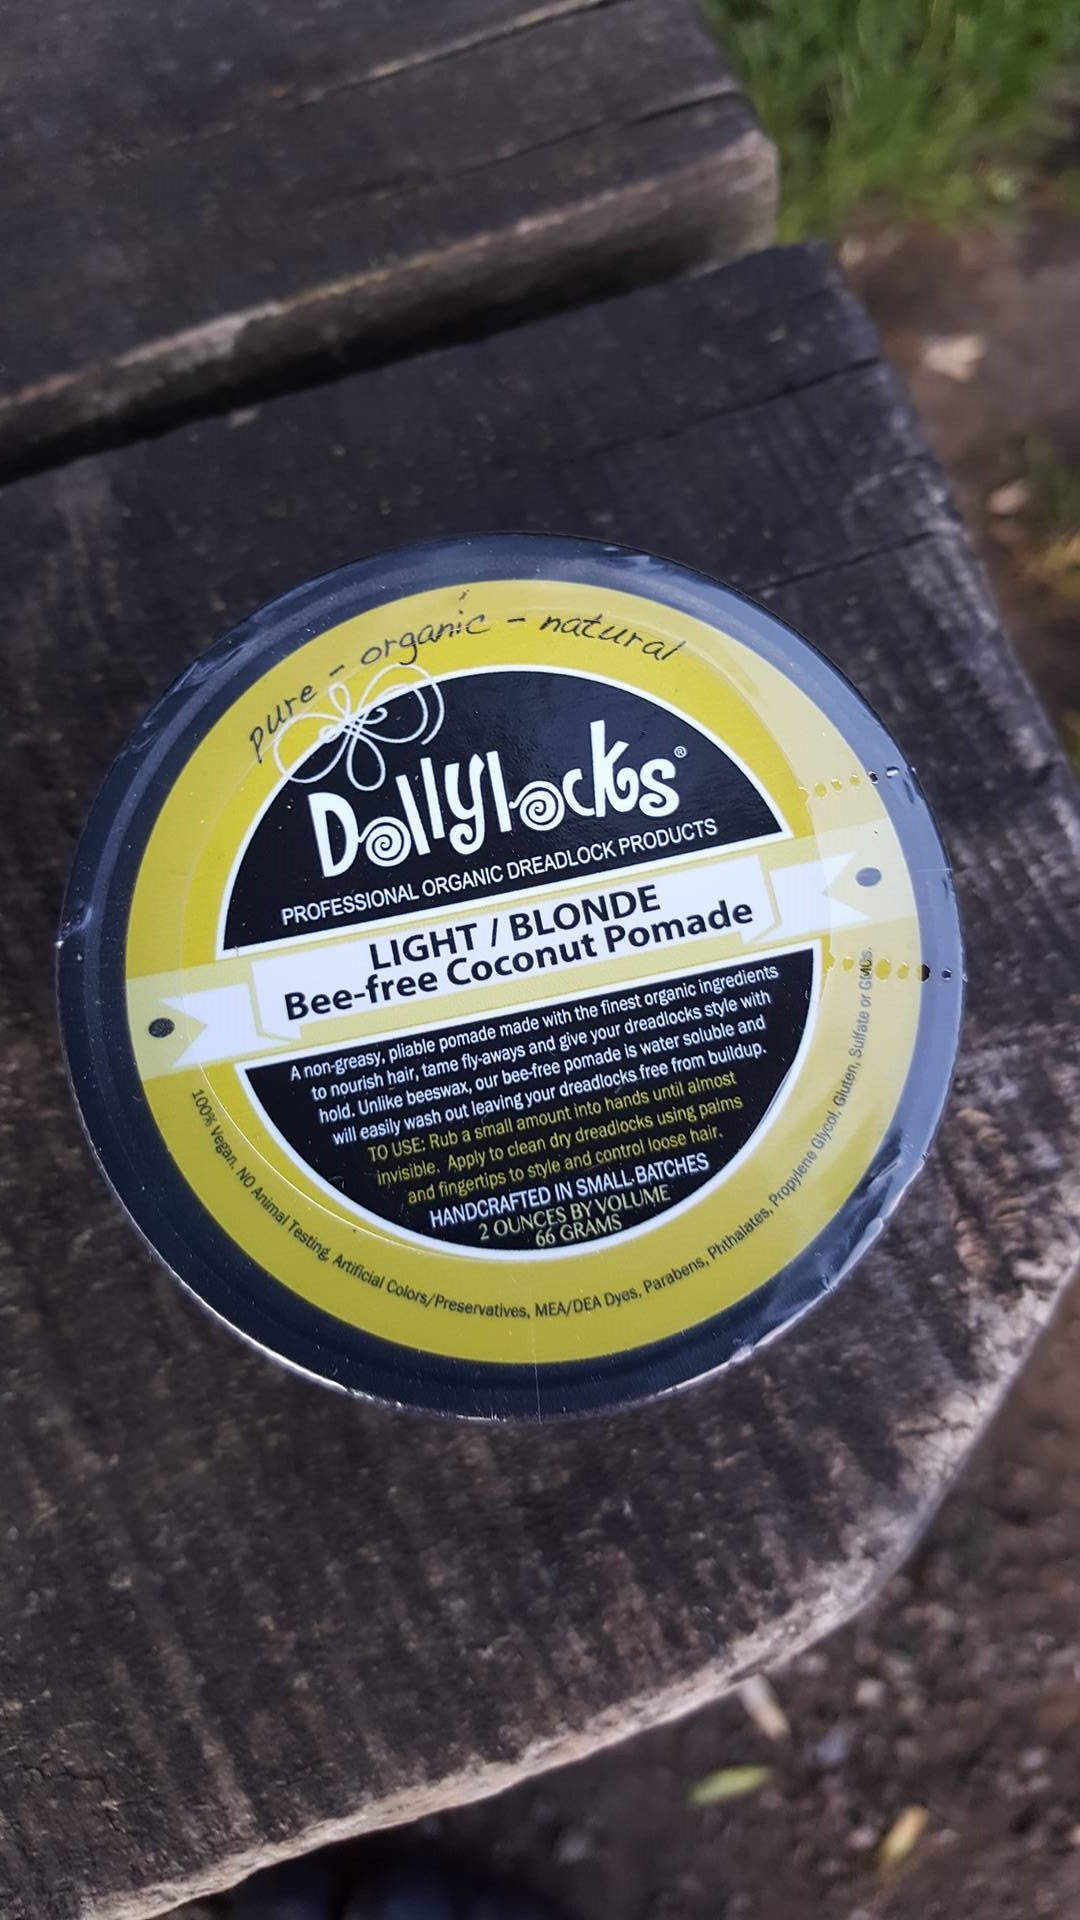 pure - organic - natural
Dollylocks®
PROFESSIONAL ORGANIC DREADLOCK PRODUCTS
LIGHT / BLONDE
Bee-free Coconut Pomade
A non-greasy, pliable pomade made with the finest organic ingredients
to nourish hair, tame fly-aways and give your dreadlocks style with
hold. Unlike beeswax, our bee-free pomade is water soluble and
will easily wash out leaving your dreadlocks free from buildup.
TO USE: Rub a small amount into hands until almost
invisible. Apply to clean dry dreadlocks using palms
and fingertips to style and control loose hair.
HANDCRAFTED IN SMALL BATCHES
2 OUNCES BY VOLUME
66 GRAMS
100% Vegan. NO Animal Testing, Artificial Colors/Preservatives, MEA/DEA Dyes, Parabens, Phthalates, Propylene Glycol, Gluten, Sulfate or GMOs.